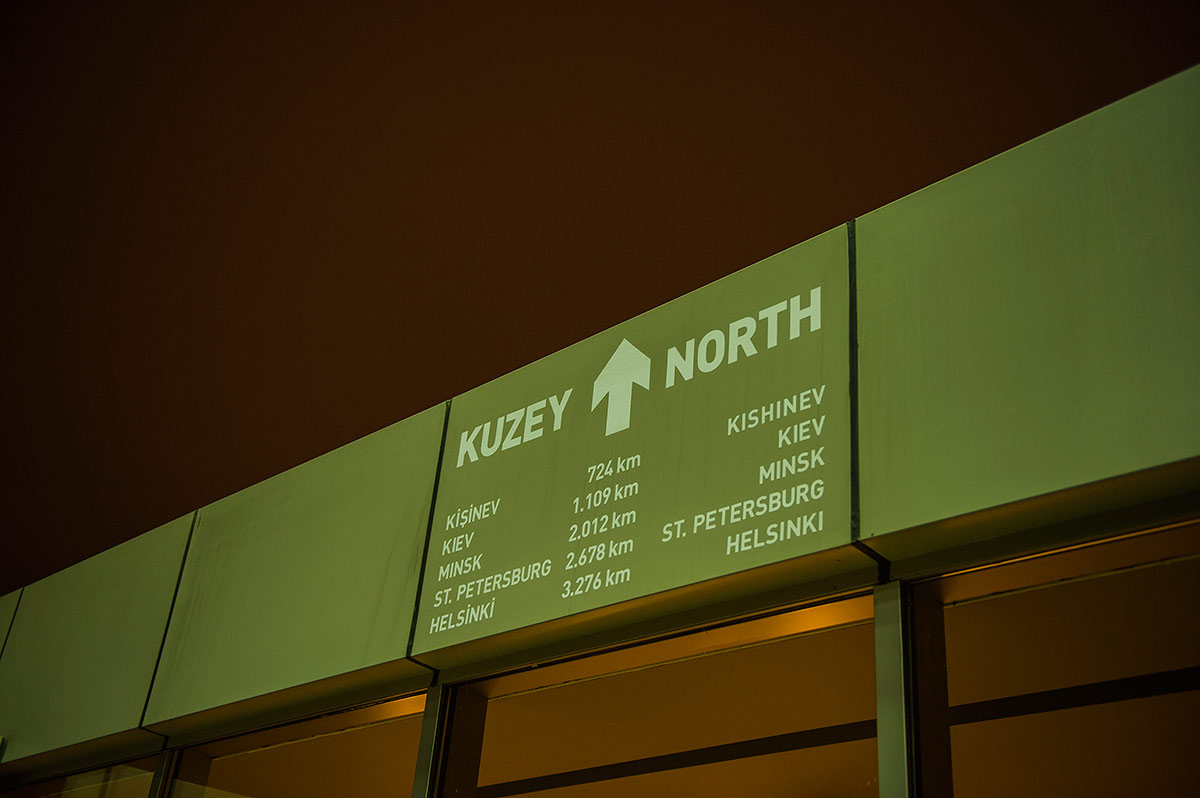 KUZEY NORTH
KİŞİNEV 724 km KISHINEV
KIEV 1.109 km KIEV
MINSK 2.012 km MINSK
ST. PETERSBURG 2.678 km ST. PETERSBURG
HELSİNKİ 3.276 km HELSINKI